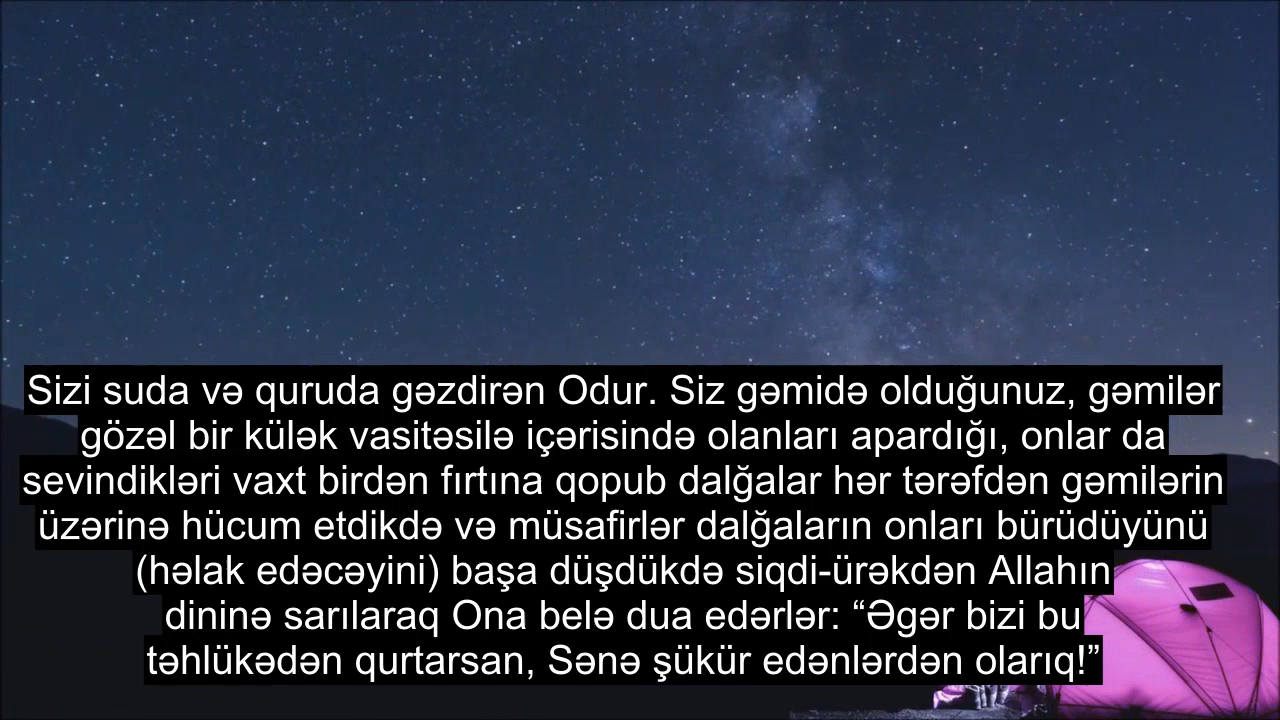 Sizi suda və quruda gəzdirən Odur. Siz gəmidə olduğunuz, gəmilər
gözəl bir külək vasitəsilə içərisində olanları apardığı, onlar da
sevindikləri vaxt birdən fırtına qopub dalğalar hər tərəfdən gəmilərin
üzərinə hücum etdikdə və müsafirlər dalğaların onları bürüdüyünü
(həlak edəcəyini) başa düşdükdə siqdi-ürəkdən Allahın
dininə sarılaraq Ona belə dua edərlər: “Əgər bizi bu
təhlükədən qurtarsan, Sənə şükür edənlərdən olarıq!”